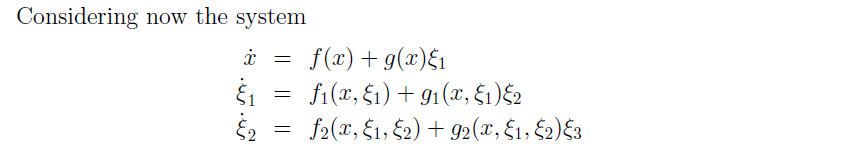 Considering now the system
ẋ = f(x) + g(x)ξ₁
ξ̇₁ = f₁(x, ξ₁) + g₁(x, ξ₁)ξ₂
ξ̇₂ = f₂(x, ξ₁, ξ₂) + g₂(x, ξ₁, ξ₂)ξ₃